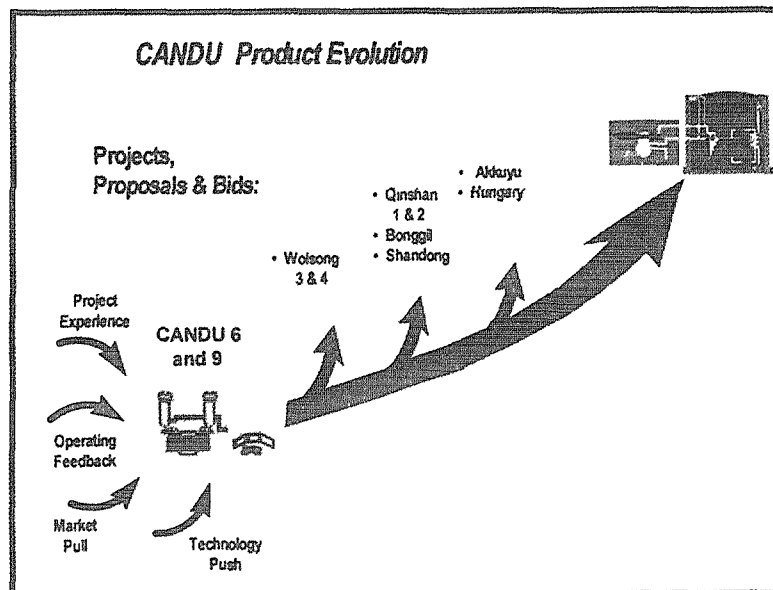 CANDU Product Evolution
Projects,
Proposals & Bids:
• Akkuyu
• Hungary
• Qinshan
1 & 2
• Bonggil
• Shandong
• Wolsong
3 & 4
Project
Experience
CANDU 6
and 9
Operating
Feedback
Market
Pull
Technology
Push